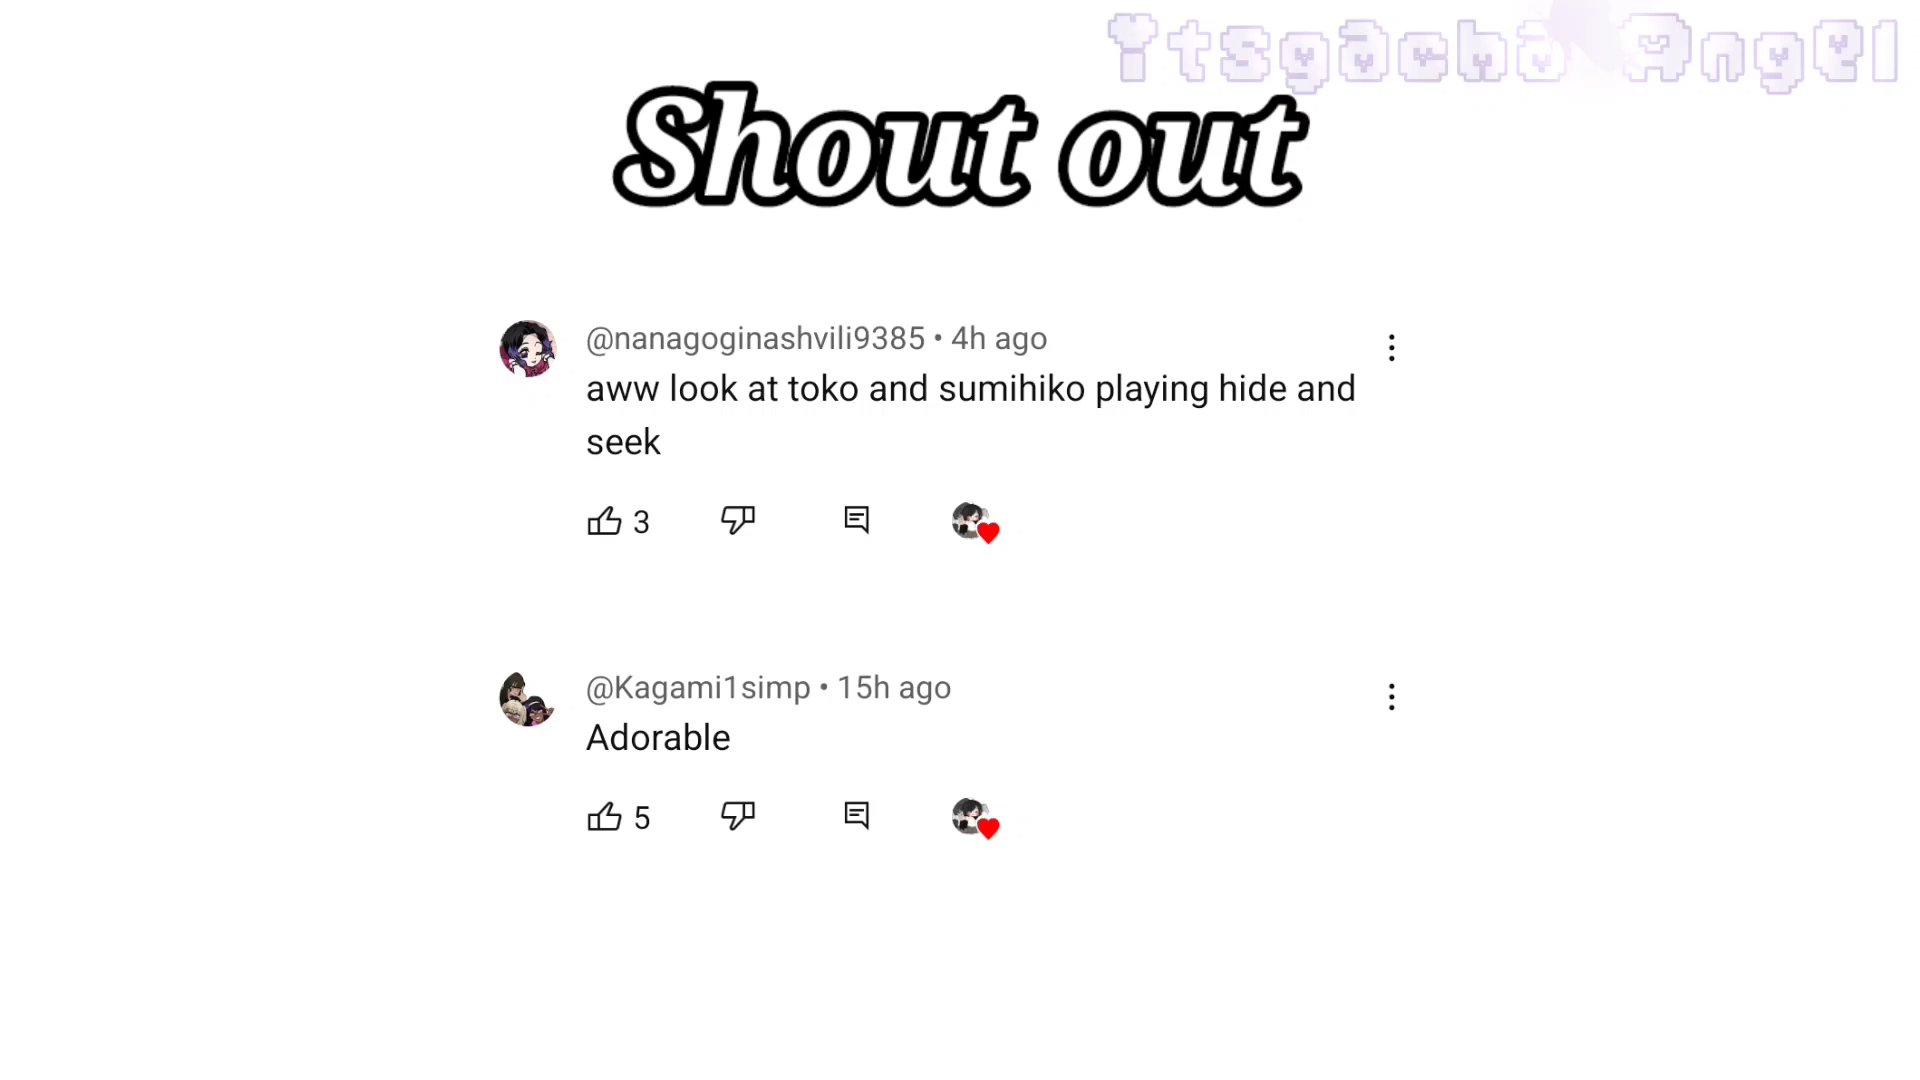 Itsgacha Angel
Shout out
@nanagoginashvili9385 • 4h ago
aww look at toko and sumihiko playing hide and
seek
3
@Kagami1simp • 15h ago
Adorable
5